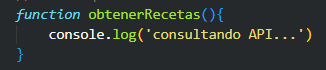 function obtenerRecetas(){
    console.log('consultando API...')
}